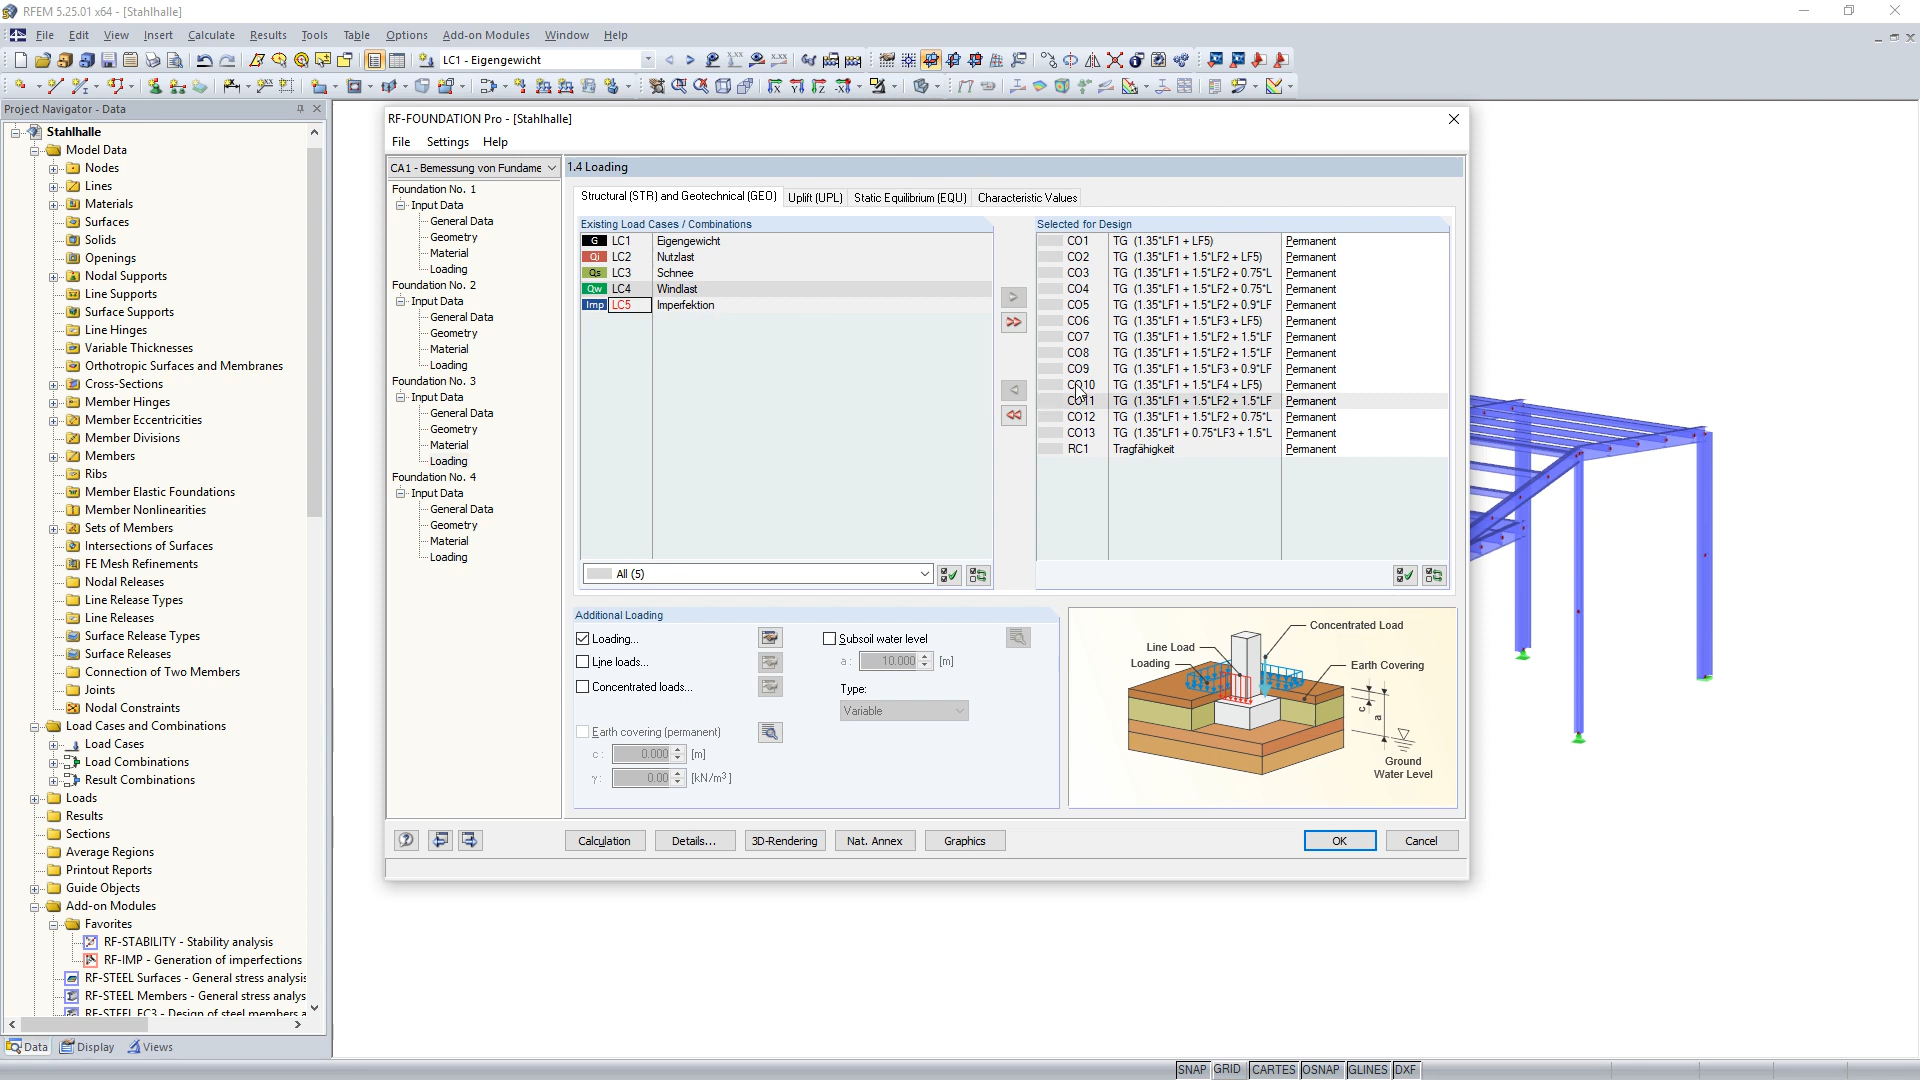 RFEM 5.25.01 x64 - [Stahlhalle]
File Edit View Insert Calculate Results Tools Table Options Add-on Modules Window Help
LC1 - Eigengewicht
Project Navigator - Data
Stahlhalle
Model Data
Nodes
Lines
Materials
Surfaces
Solids
Openings
Nodal Supports
Line Supports
Surface Supports
Line Hinges
Variable Thicknesses
Orthotropic Surfaces and Membranes
Cross-Sections
Member Hinges
Member Eccentricities
Member Divisions
Members
Ribs
Member Elastic Foundations
Member Nonlinearities
Sets of Members
Intersections of Surfaces
FE Mesh Refinements
Nodal Releases
Line Release Types
Line Releases
Surface Release Types
Surface Releases
Connection of Two Members
Joints
Nodal Constraints
Load Cases and Combinations
Load Cases
Load Combinations
Result Combinations
Loads
Results
Sections
Average Regions
Printout Reports
Guide Objects
Add-on Modules
Favorites
RF-STABILITY - Stability analysis
RF-IMP - Generation of imperfections
RF-STEEL Surfaces - General stress analysis
RF-STEEL Members - General stress analys
RF-STEEL EC3 - Design of steel members a
Data Display Views
RF-FOUNDATION Pro - [Stahlhalle]
File Settings Help
CA1 - Bemessung von Fundame
Foundation No. 1
Input Data
General Data
Geometry
Material
Loading
Foundation No. 2
Input Data
General Data
Geometry
Material
Loading
Foundation No. 3
Input Data
General Data
Geometry
Material
Loading
Foundation No. 4
Input Data
General Data
Geometry
Material
Loading
1.4 Loading
Structural (STR) and Geotechnical (GEO) Uplift (UPL) Static Equilibrium (EQU) Characteristic Values
Existing Load Cases / Combinations
G LC1 Eigengewicht
Qi LC2 Nutzlast
Qs LC3 Schnee
Qw LC4 Windlast
Imp LC5 Imperfektion
All (5)
Selected for Design
CO1 TG (1.35*LF1 + LF5) Permanent
CO2 TG (1.35*LF1 + 1.5*LF2 + LF5) Permanent
CO3 TG (1.35*LF1 + 1.5*LF2 + 0.75*L Permanent
CO4 TG (1.35*LF1 + 1.5*LF2 + 0.75*L Permanent
CO5 TG (1.35*LF1 + 1.5*LF2 + 0.9*LF Permanent
CO6 TG (1.35*LF1 + 1.5*LF3 + LF5) Permanent
CO7 TG (1.35*LF1 + 1.5*LF2 + 1.5*LF Permanent
CO8 TG (1.35*LF1 + 1.5*LF2 + 1.5*LF Permanent
CO9 TG (1.35*LF1 + 1.5*LF3 + 0.9*LF Permanent
CO10 TG (1.35*LF1 + 1.5*LF4 + LF5) Permanent
CO11 TG (1.35*LF1 + 1.5*LF2 + 1.5*LF Permanent
CO12 TG (1.35*LF1 + 1.5*LF2 + 0.75*L Permanent
CO13 TG (1.35*LF1 + 0.75*LF3 + 1.5*L Permanent
RC1 Tragfähigkeit Permanent
Additional Loading
Loading...
Line loads...
Concentrated loads...
Earth covering (permanent)
c: 0.000 [m]
γ: 0.00 [kN/m³]
Subsoil water level
a: 10.000 [m]
Type:
Variable
Concentrated Load
Line Load
Loading
Earth Covering
c
a
Ground
Water Level
Calculation Details... 3D-Rendering Nat. Annex Graphics OK Cancel
SNAP GRID CARTES OSNAP GLINES DXF